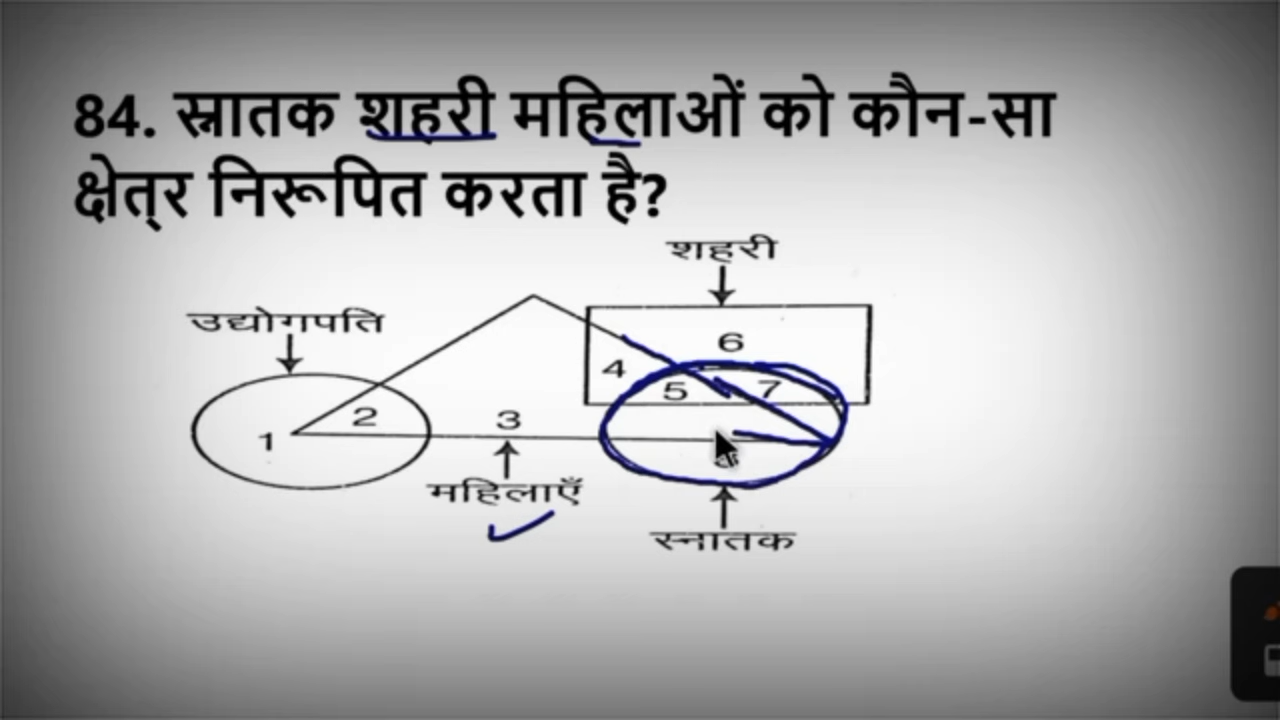 84. स्नातक शहरी महिलाओं को कौन-सा
क्षेत्र निरूपित करता है?
शहरी
उद्योगपति
6
4
5
7
2
3
1
महिलाएँ
स्नातक